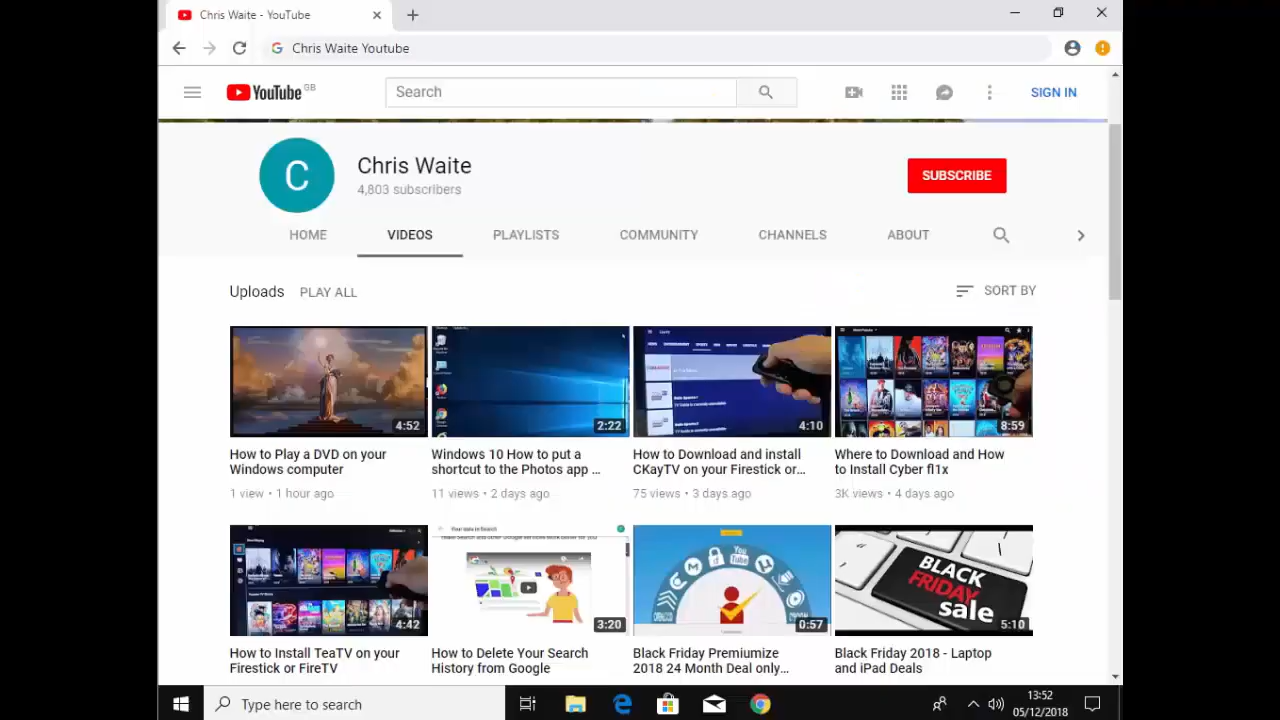 Chris Waite - YouTube
Chris Waite Youtube
YouTube GB
Search
SIGN IN
C
Chris Waite
4,803 subscribers
SUBSCRIBE
HOME
VIDEOS
PLAYLISTS
COMMUNITY
CHANNELS
ABOUT
Uploads
PLAY ALL
SORT BY
4:52
2:22
4:10
8:59
How to Play a DVD on your
Windows computer
1 view • 1 hour ago
Windows 10 How to put a
shortcut to the Photos app ...
11 views • 2 days ago
How to Download and install
CKayTV on your Firestick or...
75 views • 3 days ago
Where to Download and How
to Install Cyber fl1x
3K views • 4 days ago
4:42
Your data in Search
3:20
You
Tube
0:57
BLACK
FRIDAY
sale
5:10
How to Install TeaTV on your
Firestick or FireTV
How to Delete Your Search
History from Google
Black Friday Premiumize
2018 24 Month Deal only...
Black Friday 2018 - Laptop
and iPad Deals
Type here to search
13:52
05/12/2018